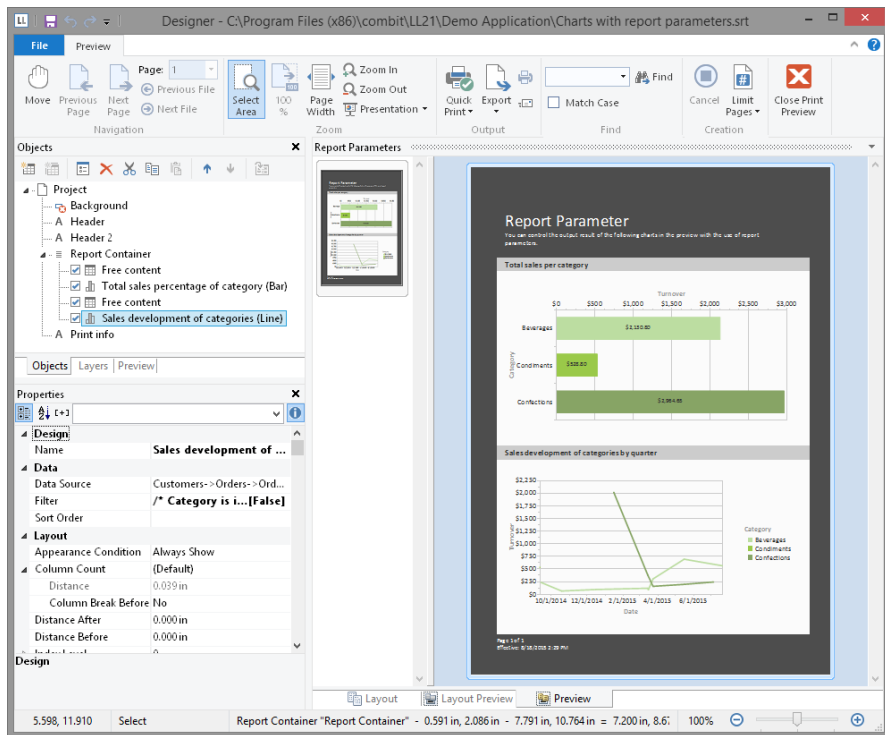 LL
Designer - C:\Program Files (x86)\combit\LL21\Demo Application\Charts with report parameters.srt
File Preview
Move
Previous Page
Next Page
Page: 1
Previous File
Next File
Navigation
Select Area
100 %
Page Width
Zoom In
Zoom Out
Presentation
Zoom
Quick Print
Export
Output
Find
Match Case
Find
Cancel
Limit Pages
Creation
Close Print Preview
Objects
Project
Background
A Header
A Header 2
Report Container
Free content
Total sales percentage of category (Bar)
Free content
Sales development of categories (Line)
A Print info
Objects Layers Preview
Properties
Design
Name Sales development of ...
Data
Data Source Customers->Orders->Ord...
Filter /* Category is i...[False]
Sort Order
Layout
Appearance Condition Always Show
Column Count (Default)
Distance 0.039 in
Column Break Before No
Distance After 0.000 in
Distance Before 0.000 in
Design
Report Parameters
Report Parameter
You can control the output result of the following charts in the preview with the use of report
parameters.
Total sales per category
Turnover
$0 $500 $1,000 $1,500 $2,000 $2,500 $3,000
Category
Beverages
Condiments $528.80
Confections
Sales development of categories by quarter
Turnover
$2,250
$2,000
$1,750
$1,500
$1,250
$1,000
$750
$500
$250
$0
10/1/2014 12/1/2014 2/1/2015 4/1/2015 6/1/2015
Date
Category
Beverages
Condiments
Confections
Page 1 of 1
Layout Layout Preview Preview
5.598, 11.910 Select Report Container "Report Container" - 0.591 in, 2.086 in - 7.791 in, 10.764 in = 7.200 in, 100%